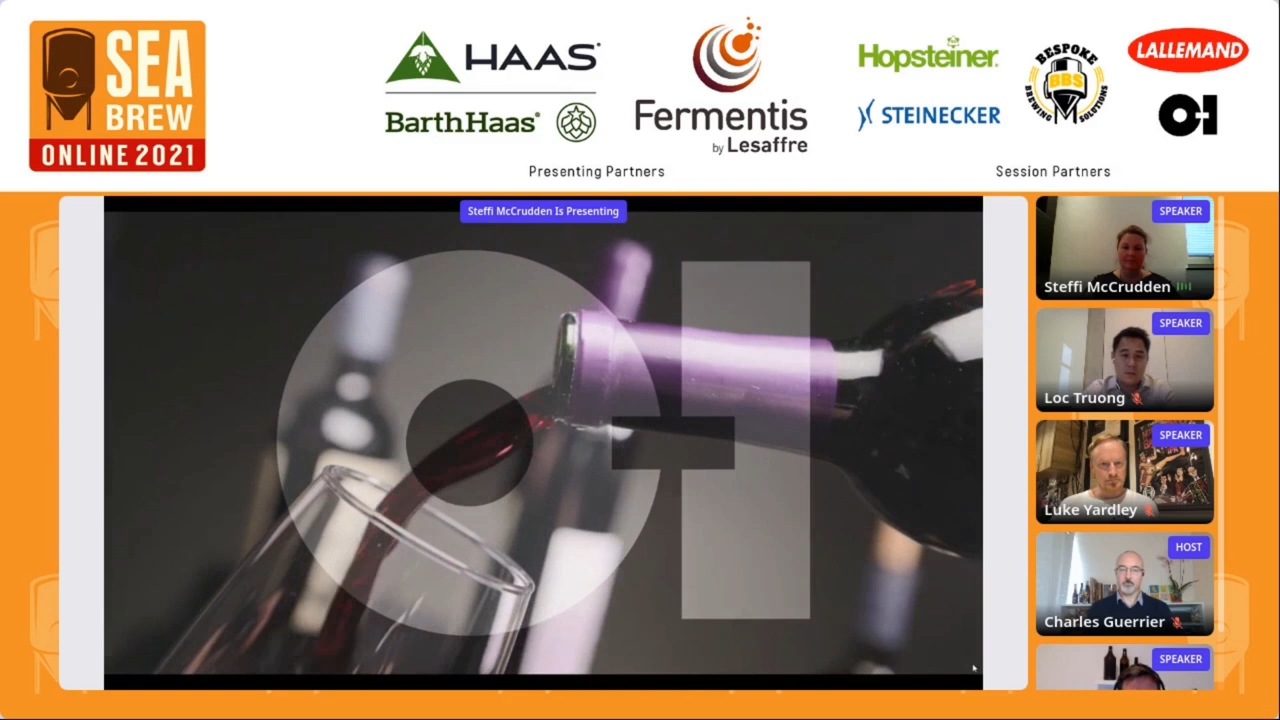 SEA
BREW
ONLINE 2021
HAAS
BarthHaas
Fermentis
by Lesaffre
Hopsteiner
STEINECKER
BESPOKE
BBS
BREWING SOLUTIONS
LALLEMAND
O-I
Presenting Partners
Session Partners
Steffi McCrudden Is Presenting
O-I
SPEAKER
Steffi McCrudden
SPEAKER
Loc Truong
SPEAKER
Luke Yardley
HOST
Charles Guerrier
SPEAKER